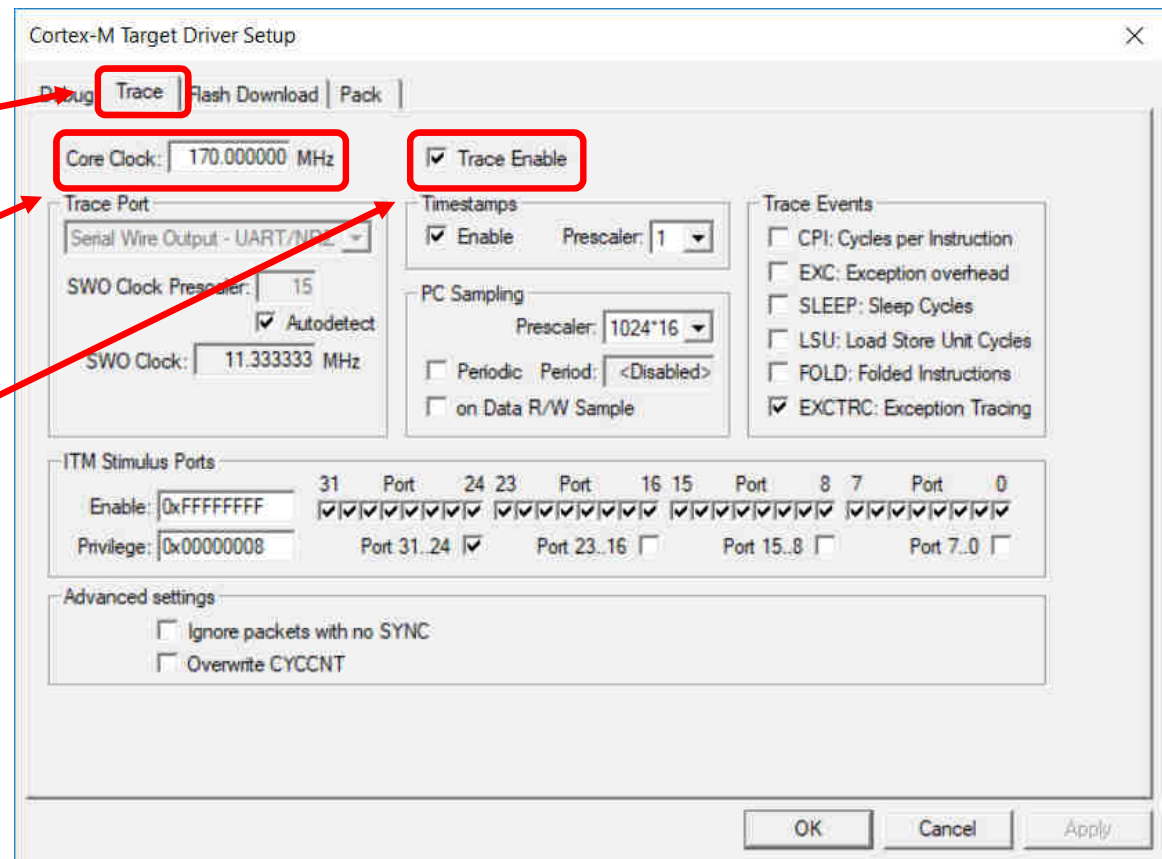 Cortex-M Target Driver Setup
Debug Trace Flash Download Pack
Core Clock: 170.000000 MHz Trace Enable
Trace Port Timestamps Trace Events
Serial Wire Output - UART/NRZ Enable Prescaler: 1 CPI: Cycles per Instruction
EXC: Exception overhead
SWO Clock Prescaler: 15 PC Sampling SLEEP: Sleep Cycles
Autodetect Prescaler: 1024*16 LSU: Load Store Unit Cycles
SWO Clock: 11.333333 MHz Periodic Period: <Disabled> FOLD: Folded Instructions
on Data R/W Sample EXCTRC: Exception Tracing
ITM Stimulus Ports
31 Port 24 23 Port 16 15 Port 8 7 Port 0
Enable: 0xFFFFFFFF
Privilege: 0x00000008 Port 31..24 Port 23..16 Port 15..8 Port 7..0
Advanced settings
Ignore packets with no SYNC
Overwrite CYCCNT
OK Cancel Apply